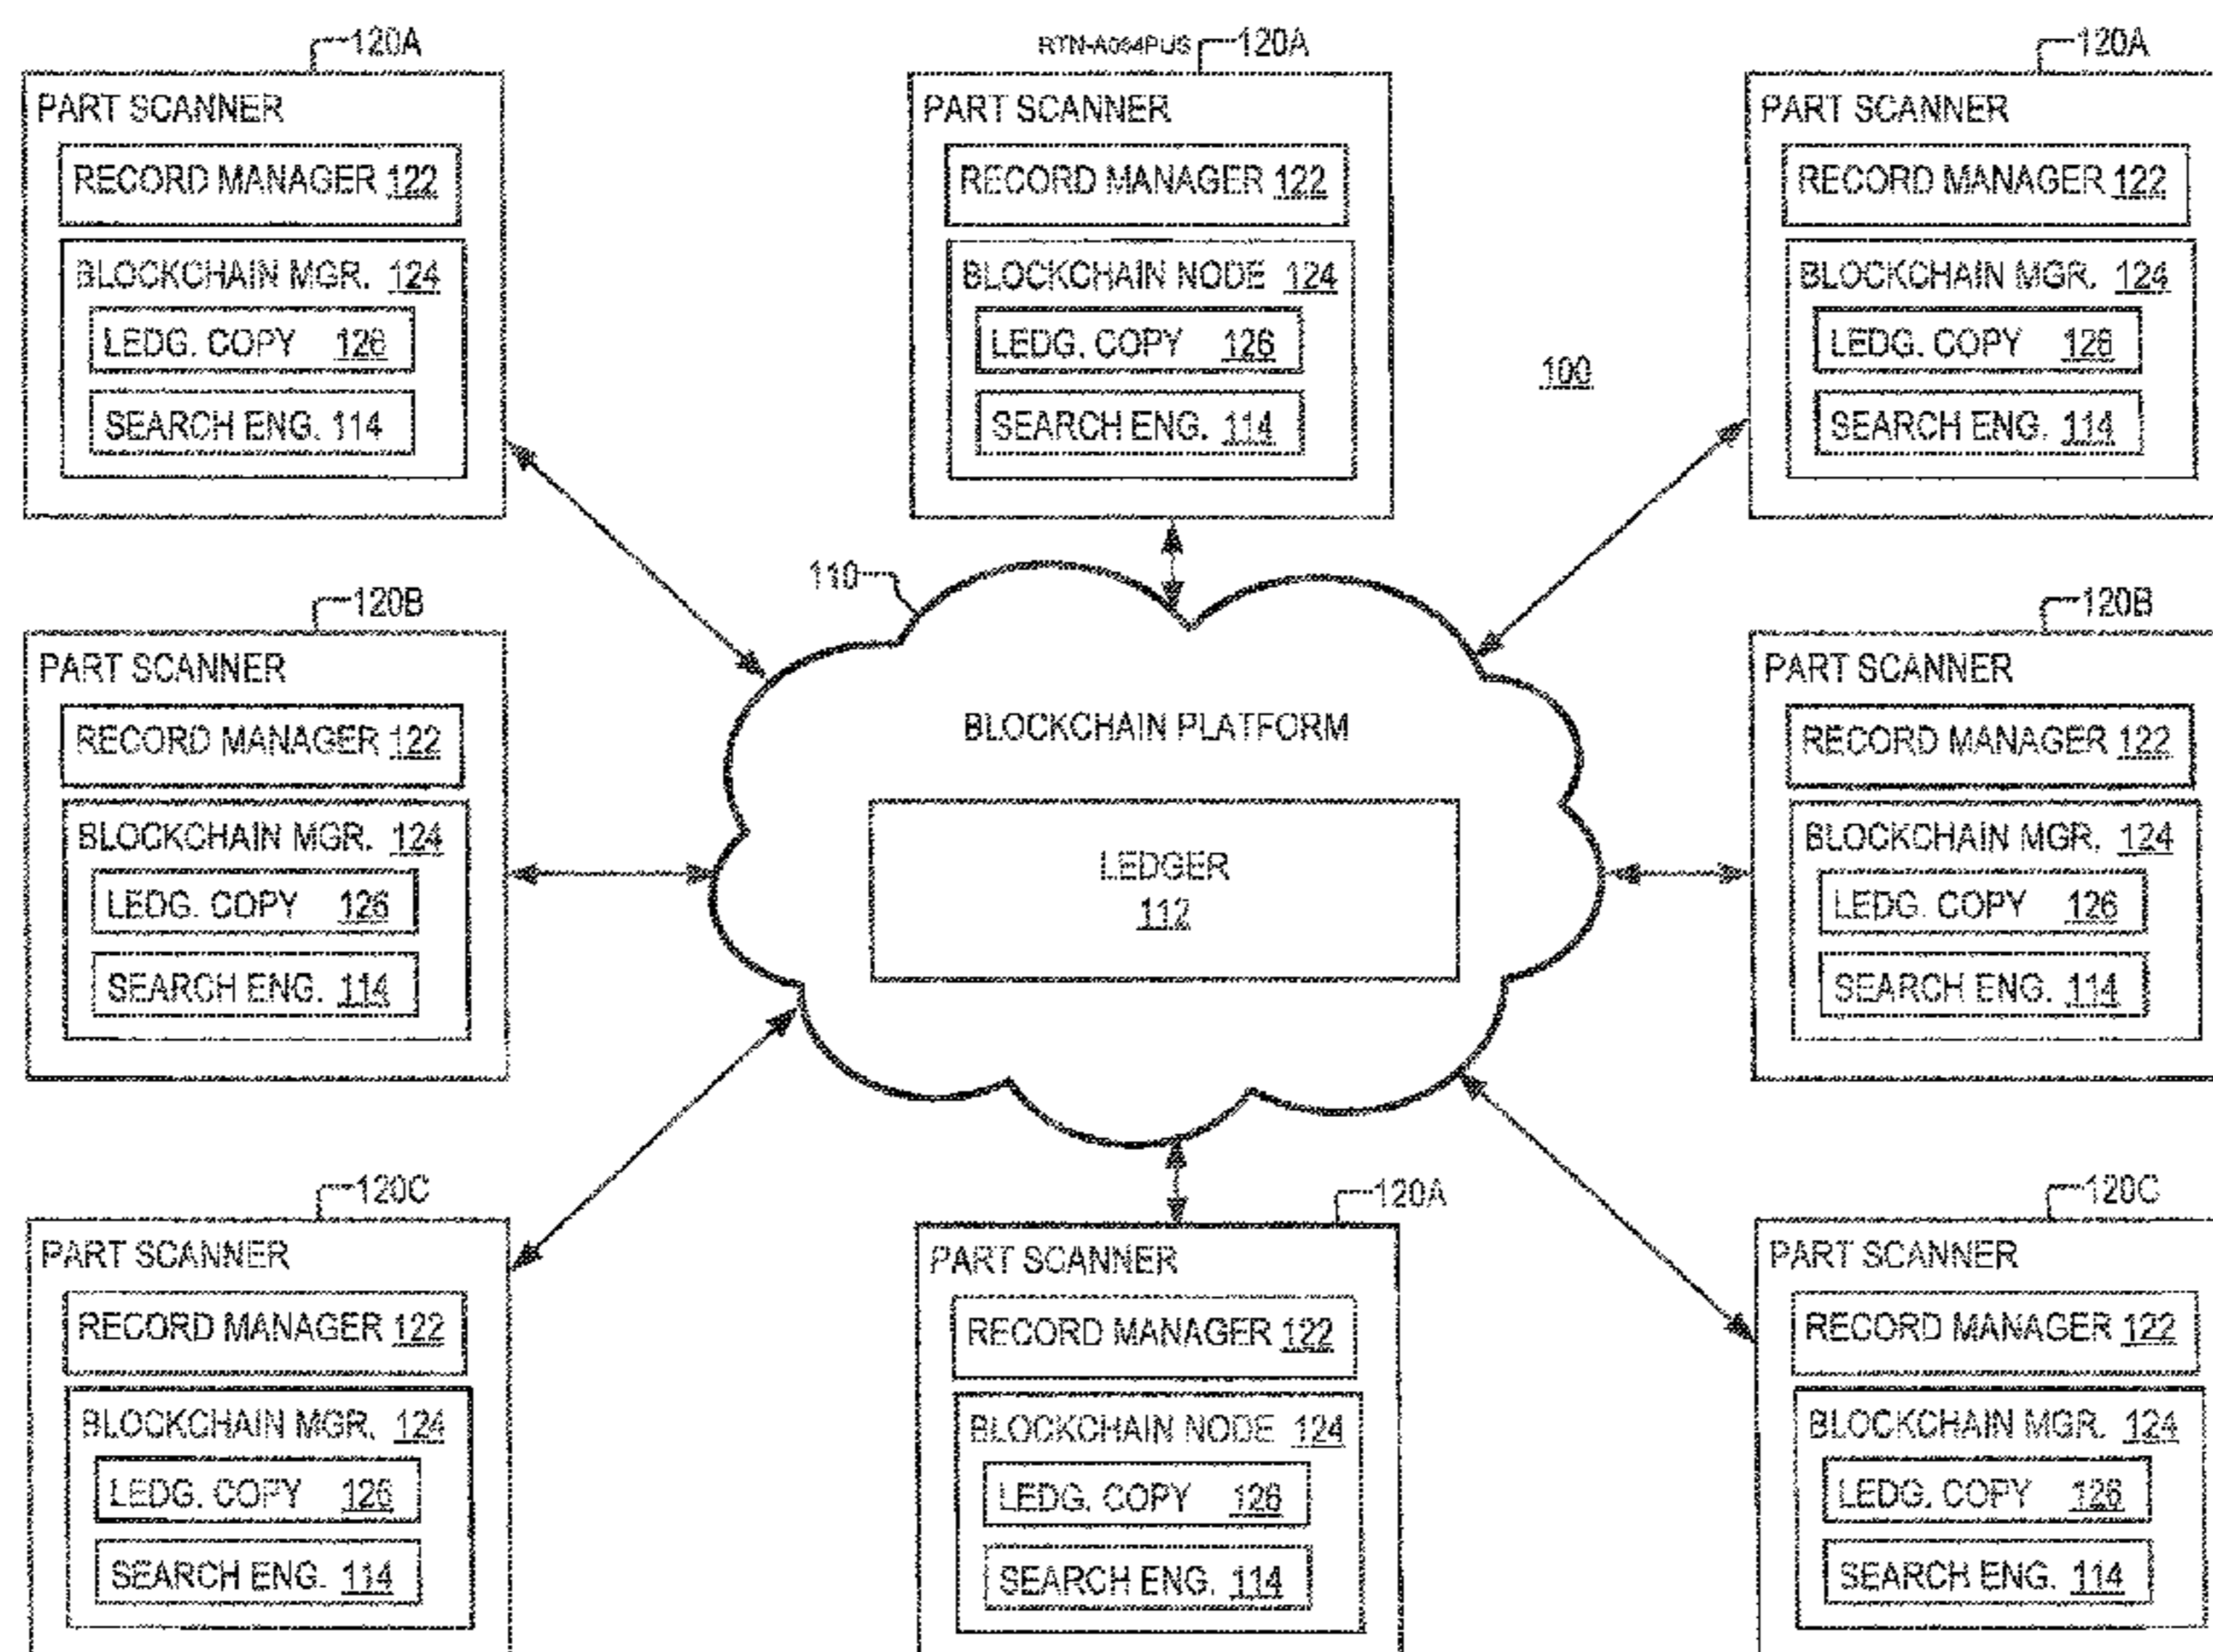 120A
PART SCANNER
RECORD MANAGER 122
BLOCKCHAIN MGR. 124
LEDG. COPY 126
SEARCH ENG. 114
120A
PART SCANNER
RECORD MANAGER 122
BLOCKCHAIN NODE 124
LEDG. COPY 126
SEARCH ENG. 114
120A
PART SCANNER
RECORD MANAGER 122
BLOCKCHAIN MGR. 124
LEDG. COPY 126
SEARCH ENG. 114
100
120B
PART SCANNER
RECORD MANAGER 122
BLOCKCHAIN MGR. 124
LEDG. COPY 126
SEARCH ENG. 114
110
BLOCKCHAIN PLATFORM
LEDGER
112
120B
PART SCANNER
RECORD MANAGER 122
BLOCKCHAIN MGR. 124
LEDG. COPY 126
SEARCH ENG. 114
120C
PART SCANNER
RECORD MANAGER 122
BLOCKCHAIN MGR. 124
LEDG. COPY 126
SEARCH ENG. 114
120A
PART SCANNER
RECORD MANAGER 122
BLOCKCHAIN NODE 124
LEDG. COPY 126
SEARCH ENG. 114
120C
PART SCANNER
RECORD MANAGER 122
BLOCKCHAIN MGR. 124
LEDG. COPY 126
SEARCH ENG. 114